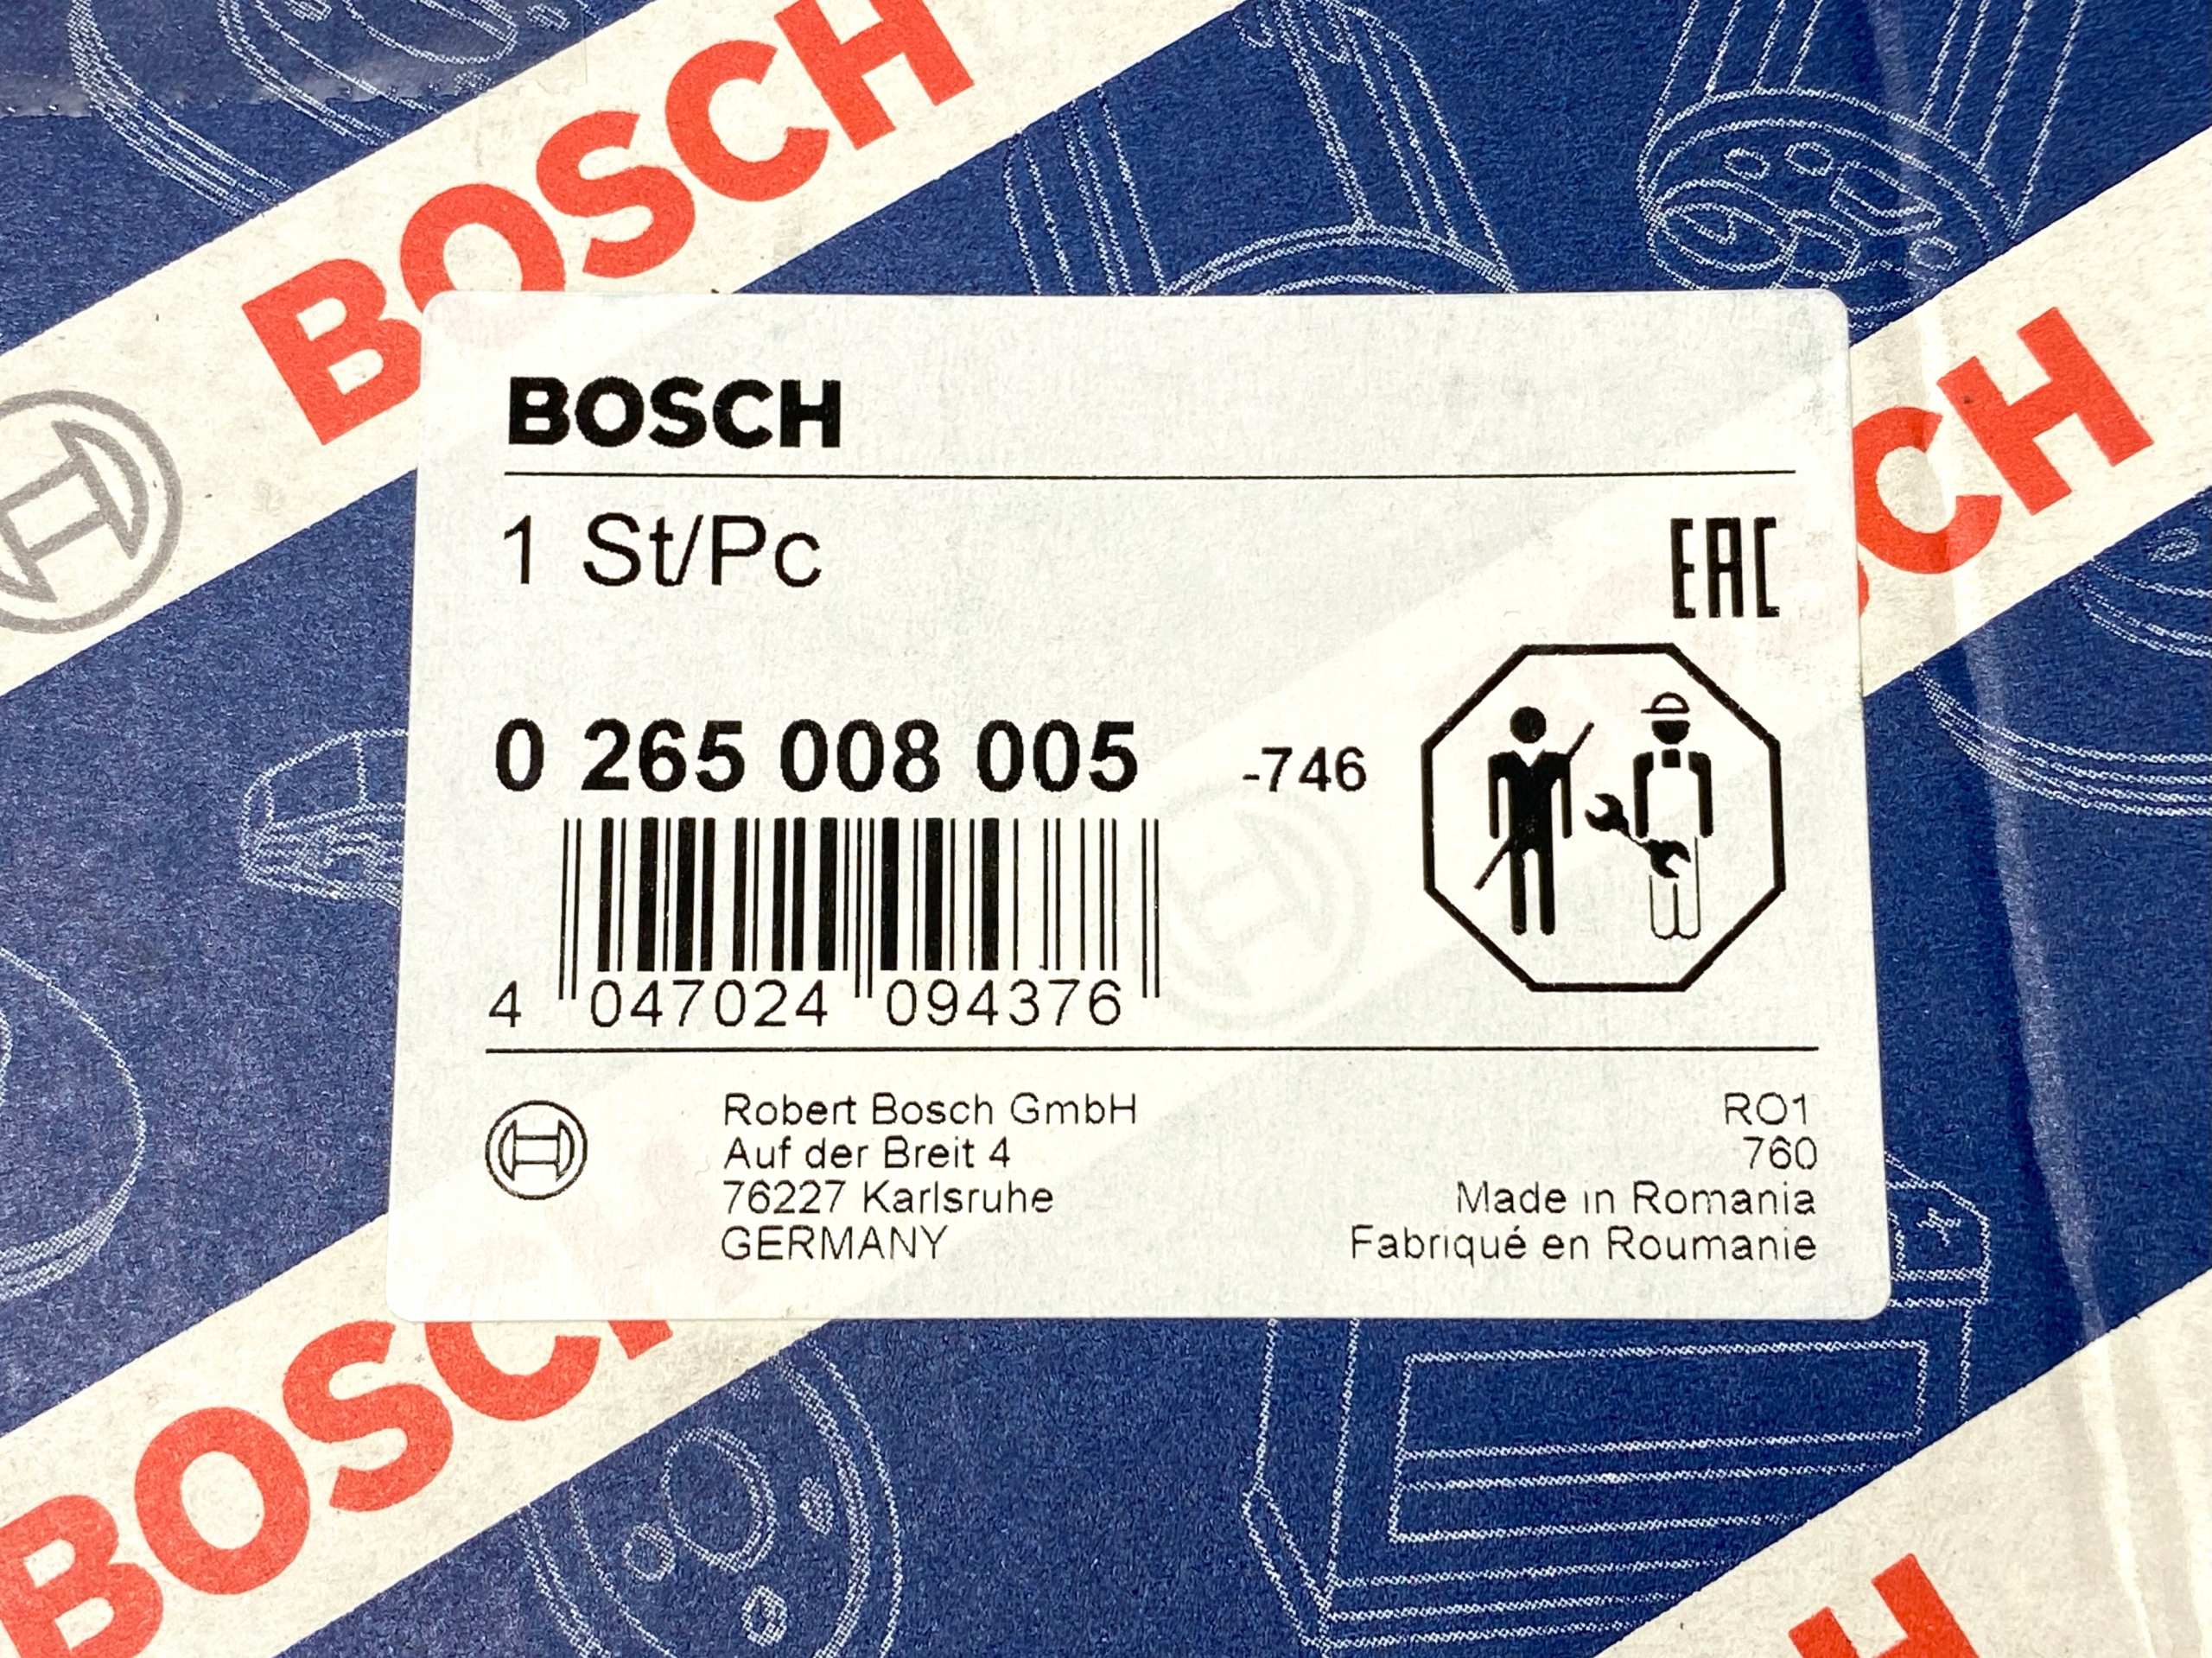 BOSCH
BOSCH
BOSCH
1 St/Pc
EAC
0 265 008 005 -746
4 047024 094376
Robert Bosch GmbH
Auf der Breit 4
76227 Karlsruhe
GERMANY
RO1
760
Made in Romania
Fabriqué en Roumanie
BOSCH
H